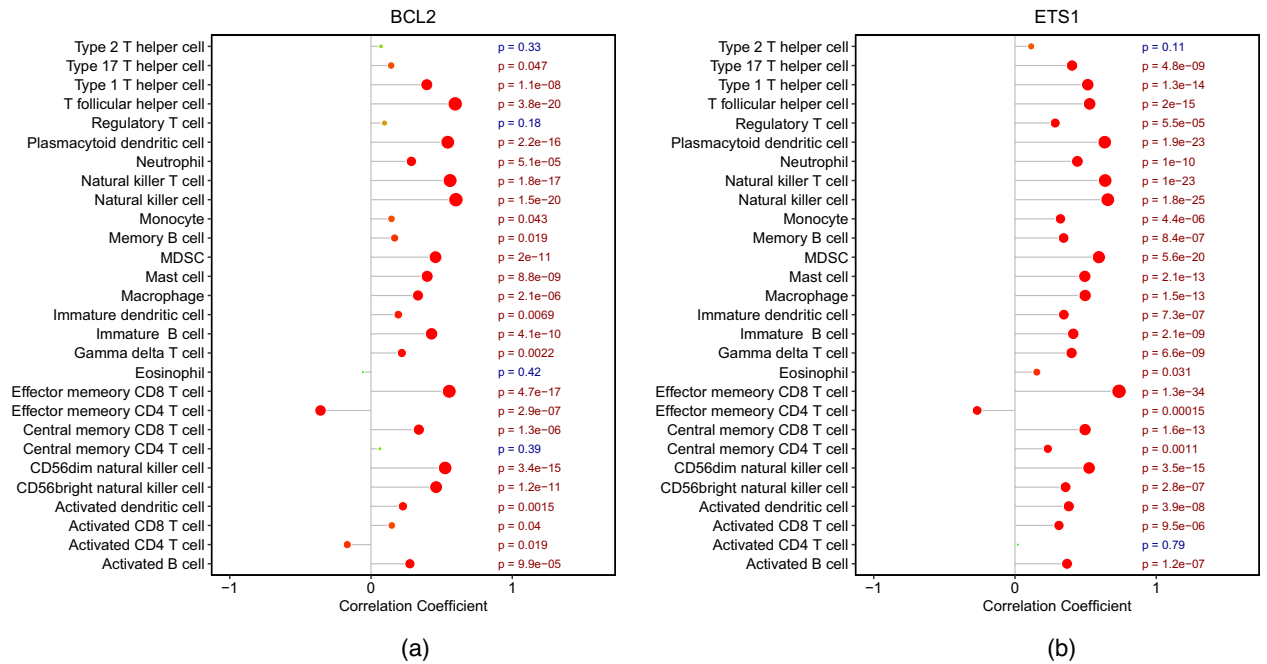 BCL2
Type 2 T helper cell p = 0.33
Type 17 T helper cell p = 0.047
Type 1 T helper cell p = 1.1e−08
T follicular helper cell p = 3.8e−20
Regulatory T cell p = 0.18
Plasmacytoid dendritic cell p = 2.2e−16
Neutrophil p = 5.1e−05
Natural killer T cell p = 1.8e−17
Natural killer cell p = 1.5e−20
Monocyte p = 0.043
Memory B cell p = 0.019
MDSC p = 2e−11
Mast cell p = 8.8e−09
Macrophage p = 2.1e−06
Immature dendritic cell p = 0.0069
Immature  B cell p = 4.1e−10
Gamma delta T cell p = 0.0022
Eosinophil p = 0.42
Effector memeory CD8 T cell p = 4.7e−17
Effector memeory CD4 T cell p = 2.9e−07
Central memory CD8 T cell p = 1.3e−06
Central memory CD4 T cell p = 0.39
CD56dim natural killer cell p = 3.4e−15
CD56bright natural killer cell p = 1.2e−11
Activated dendritic cell p = 0.0015
Activated CD8 T cell p = 0.04
Activated CD4 T cell p = 0.019
Activated B cell p = 9.9e−05
−1 0 1
Correlation Coefficient
(a)
ETS1
Type 2 T helper cell p = 0.11
Type 17 T helper cell p = 4.8e−09
Type 1 T helper cell p = 1.3e−14
T follicular helper cell p = 2e−15
Regulatory T cell p = 5.5e−05
Plasmacytoid dendritic cell p = 1.9e−23
Neutrophil p = 1e−10
Natural killer T cell p = 1e−23
Natural killer cell p = 1.8e−25
Monocyte p = 4.4e−06
Memory B cell p = 8.4e−07
MDSC p = 5.6e−20
Mast cell p = 2.1e−13
Macrophage p = 1.5e−13
Immature dendritic cell p = 7.3e−07
Immature  B cell p = 2.1e−09
Gamma delta T cell p = 6.6e−09
Eosinophil p = 0.031
Effector memeory CD8 T cell p = 1.3e−34
Effector memeory CD4 T cell p = 0.00015
Central memory CD8 T cell p = 1.6e−13
Central memory CD4 T cell p = 0.0011
CD56dim natural killer cell p = 3.5e−15
CD56bright natural killer cell p = 2.8e−07
Activated dendritic cell p = 3.9e−08
Activated CD8 T cell p = 9.5e−06
Activated CD4 T cell p = 0.79
Activated B cell p = 1.2e−07
−1 0 1
Correlation Coefficient
(b)